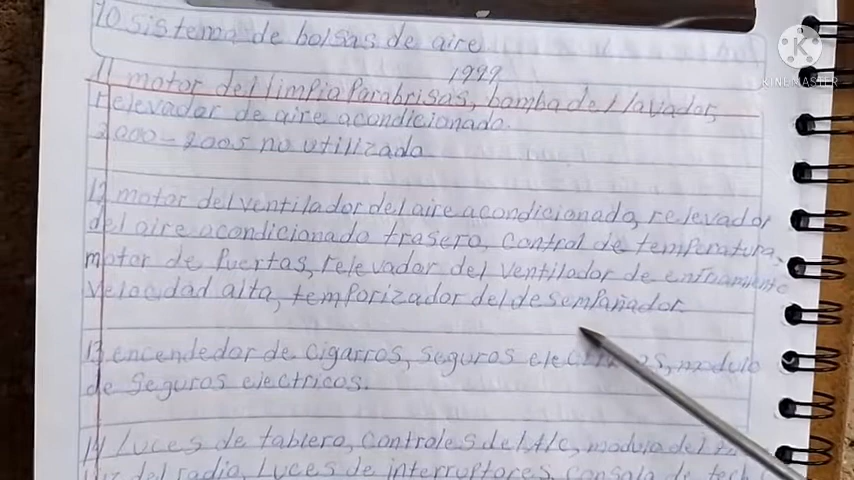 10 sistema de bolsas de aire
1999
11 motor del limpia Parabrisas, bomba del lavador,
relevador de aire acondicionado.
2000-2005 no utilizado
12 motor del ventilador del aire acondicionado, relevador
del aire acondicionado trasero, control de temperatura,
motor de Puertas, relevador del ventilador de enfriamiento
velocidad alta, temporizador del desempañador
13 encendedor de cigarros, seguros electricos, modulo
de seguros electricos.
14 luces de tablero, controles del A/c, modulo del
luz del radio, luces de interruptores, consola de
KINEMASTER